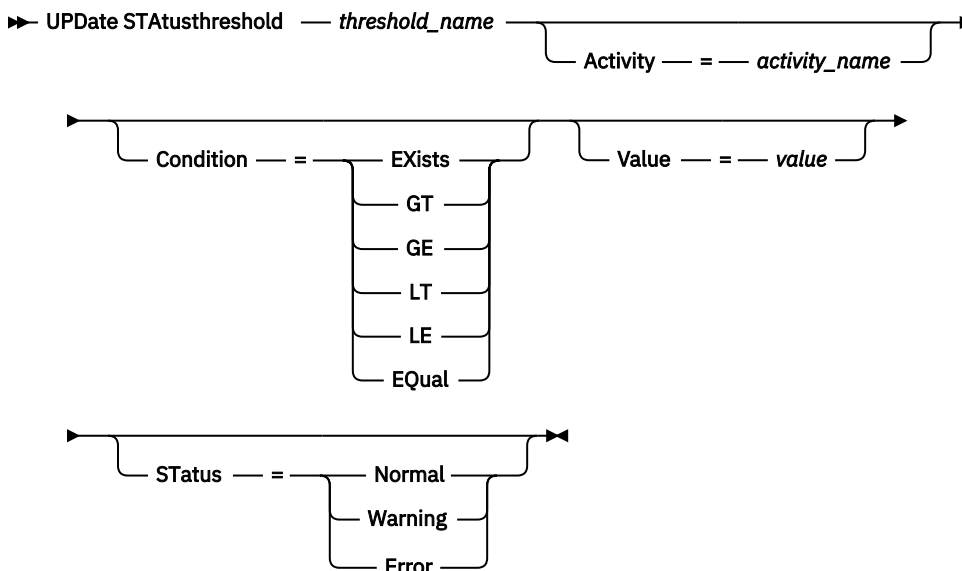 UPDate STAtusthreshold threshold_name
Activity = activity_name
Condition = EXists Value = value
GT
GE
LT
LE
EQual
STatus = Normal
Warning
Error